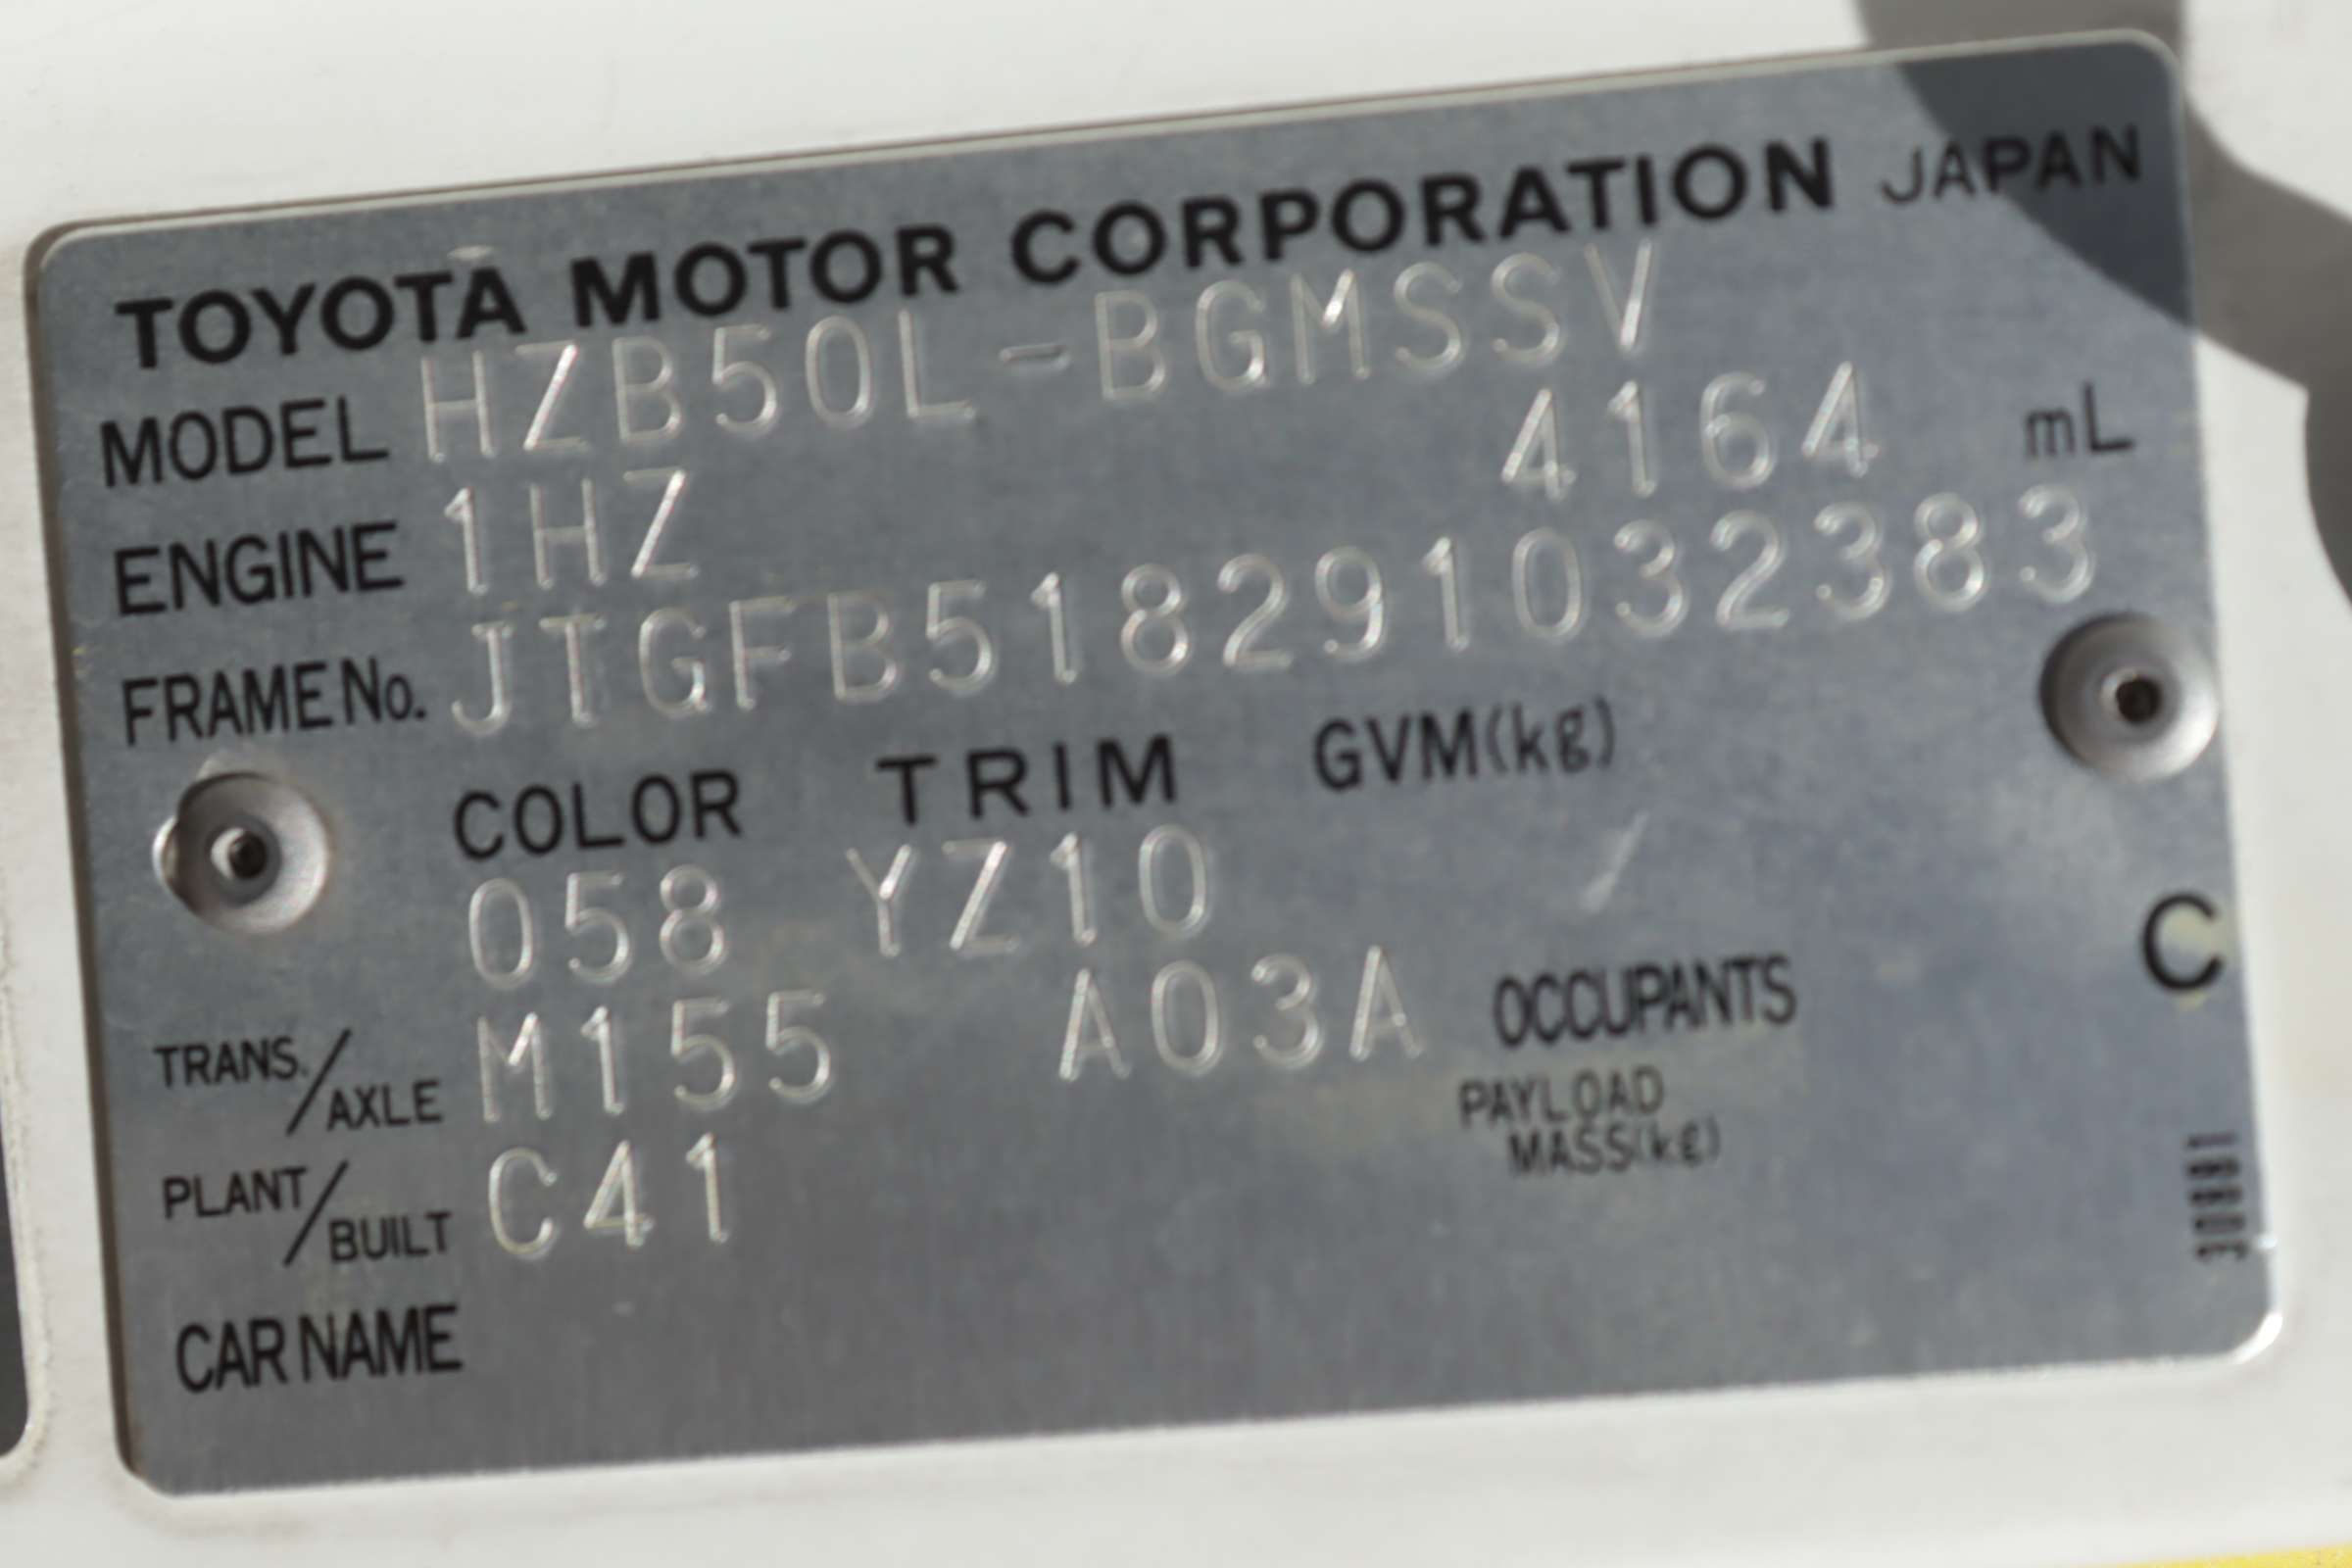 TOYOTA MOTOR CORPORATION JAPAN
MODEL HZB50L-BGMSSV
ENGINE 1HZ 4164 mL
FRAME No. JTGFB518291032383
COLOR TRIM GVM(kg)
058 YZ10
C
TRANS./AXLE M155 A03A OCCUPANTS
PAYLOAD
MASS(kg)
PLANT/BUILT C41
CAR NAME